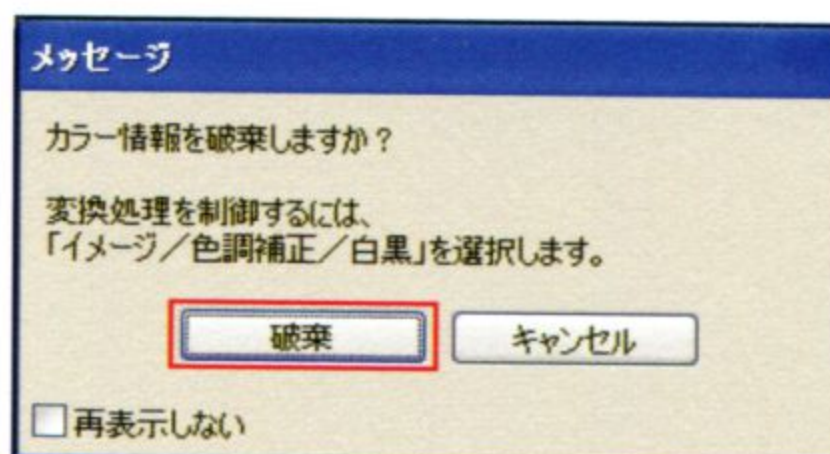 メッセージ
カラー情報を破棄しますか？
変換処理を制御するには、
「イメージ／色調補正／白黒」を選択します。
破棄
キャンセル
再表示しない